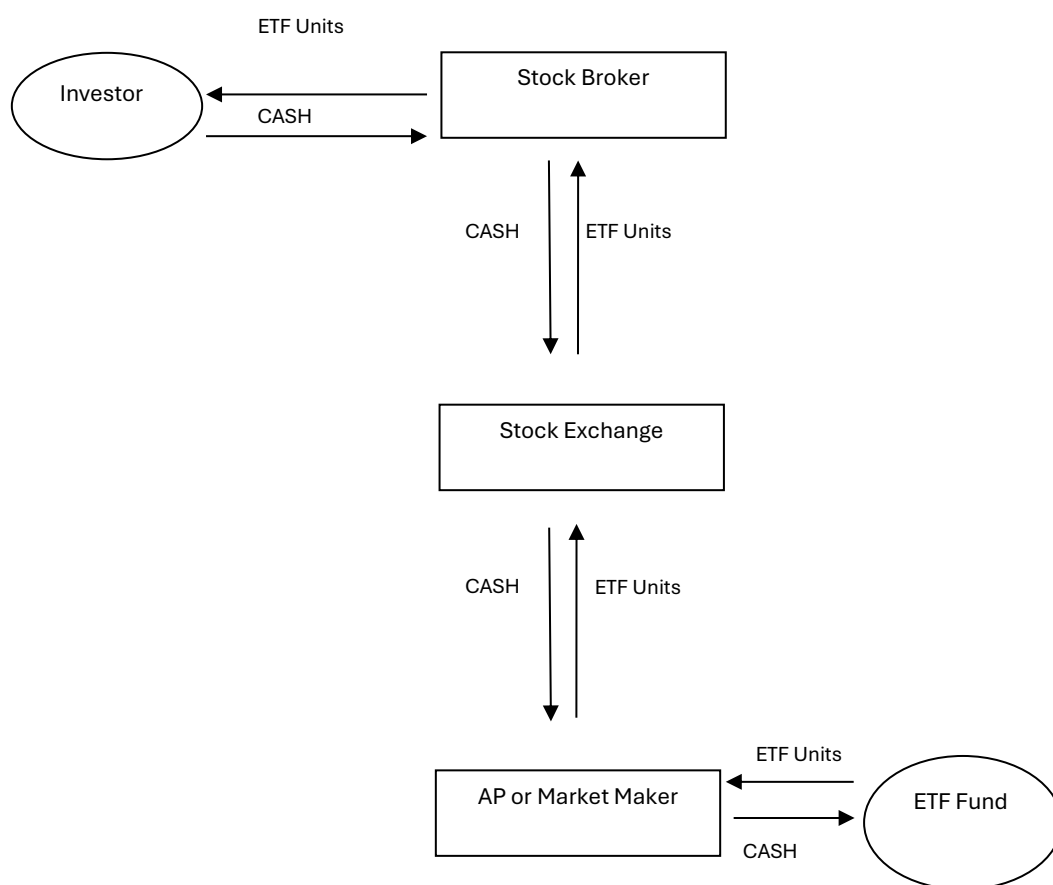 ETF Units
Stock Broker
Investor
CASH
CASH
ETF Units
Stock Exchange
CASH
ETF Units
ETF Units
AP or Market Maker
ETF Fund
CASH